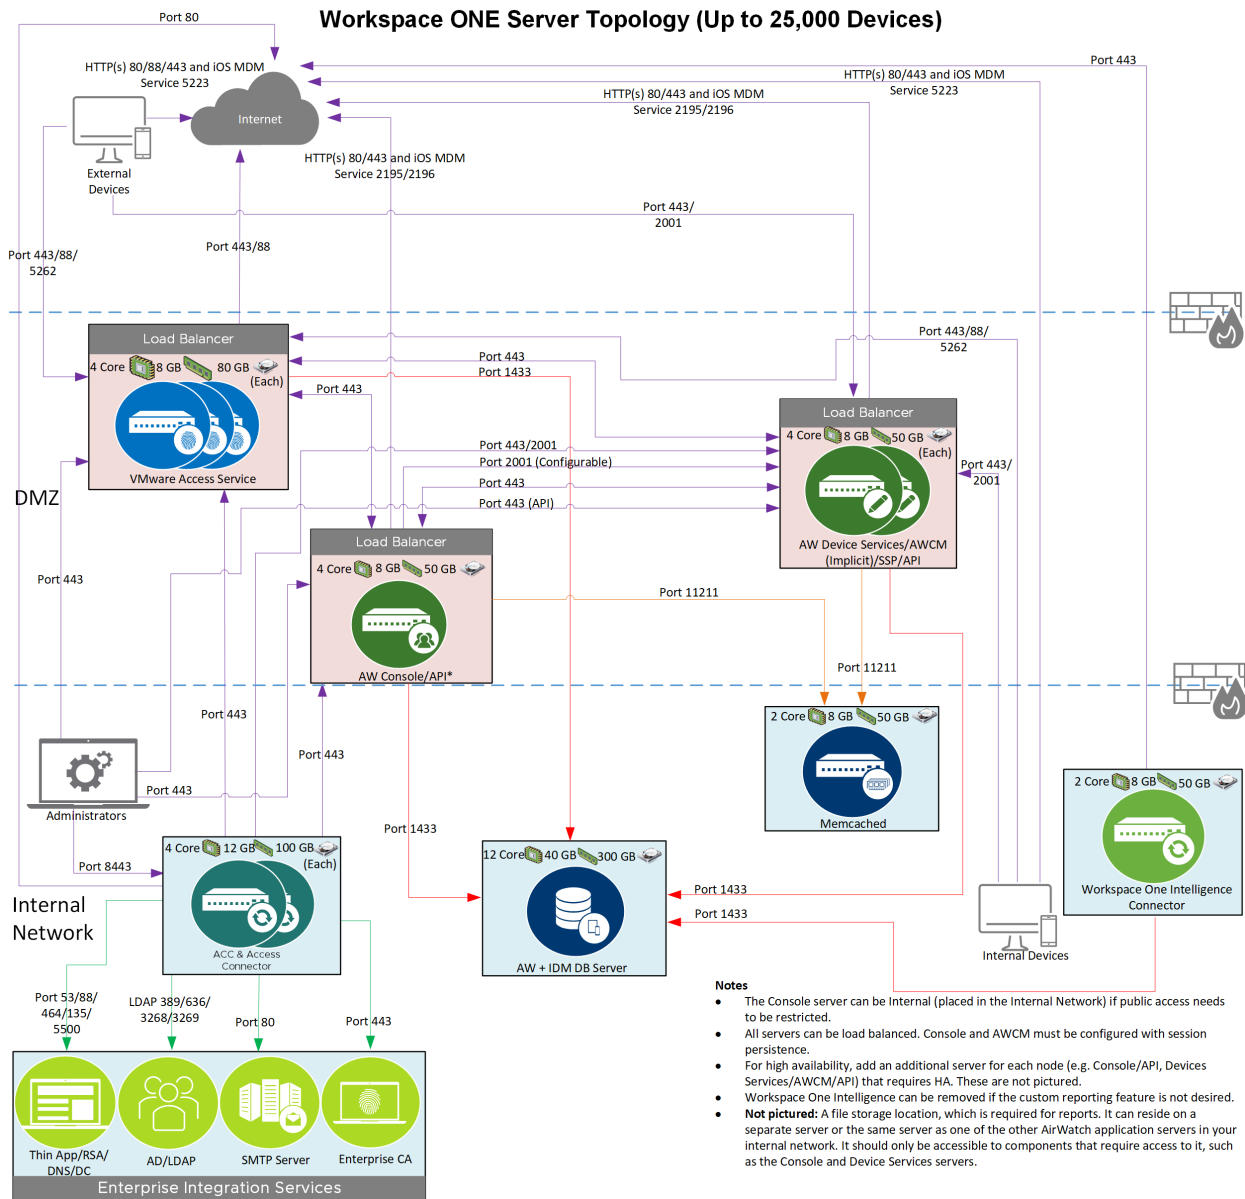 Workspace ONE Server Topology (Up to 25,000 Devices)
Port 80
HTTP(s) 80/88/443 and iOS MDM
Service 5223
Port 443
HTTP(s) 80/443 and iOS MDM
Service 5223
HTTP(s) 80/443 and iOS MDM
Service 2195/2196
Internet
HTTP(s) 80/443 and iOS MDM
Service 2195/2196
External
Devices
Port 443/
2001
Port 443/88/
5262
Port 443/88
Load Balancer
4 Core
8 GB
80 GB
(Each)
VMware Access Service
Port 443
Port 1433
Port 443
Port 443/88/
5262
Load Balancer
4 Core
8 GB
50 GB
(Each)
AW Device Services/AWCM
(Implicit)/SSP/API
Port 443/2001
Port 2001 (Configurable)
Port 443
Port 443 (API)
Port 443/
2001
DMZ
Load Balancer
4 Core
8 GB
50 GB
AW Console/API*
Port 443
Port 11211
Port 11211
Port 443
Port 443
2 Core
8 GB
50 GB
Memcached
2 Core
8 GB
50 GB
Workspace One Intelligence
Connector
Administrators
Port 443
Port 8443
Port 1433
4 Core
12 GB
100 GB
(Each)
ACC & Access
Connector
12 Core
40 GB
300 GB
AW + IDM DB Server
Port 1433
Port 1433
Internal Devices
Internal
Network
Port 53/88/
464/135/
5500
LDAP 389/636/
3268/3269
Port 80
Port 443
Thin App/RSA/
DNS/DC
AD/LDAP
SMTP Server
Enterprise CA
Enterprise Integration Services
Notes
• The Console server can be Internal (placed in the Internal Network) if public access needs
to be restricted.
• All servers can be load balanced. Console and AWCM must be configured with session
persistence.
• For high availability, add an additional server for each node (e.g. Console/API, Devices
Services/AWCM/API) that requires HA. These are not pictured.
• Workspace One Intelligence can be removed if the custom reporting feature is not desired.
• Not pictured: A file storage location, which is required for reports. It can reside on a
separate server or the same server as one of the other AirWatch application servers in your
internal network. It should only be accessible to components that require access to it, such
as the Console and Device Services servers.